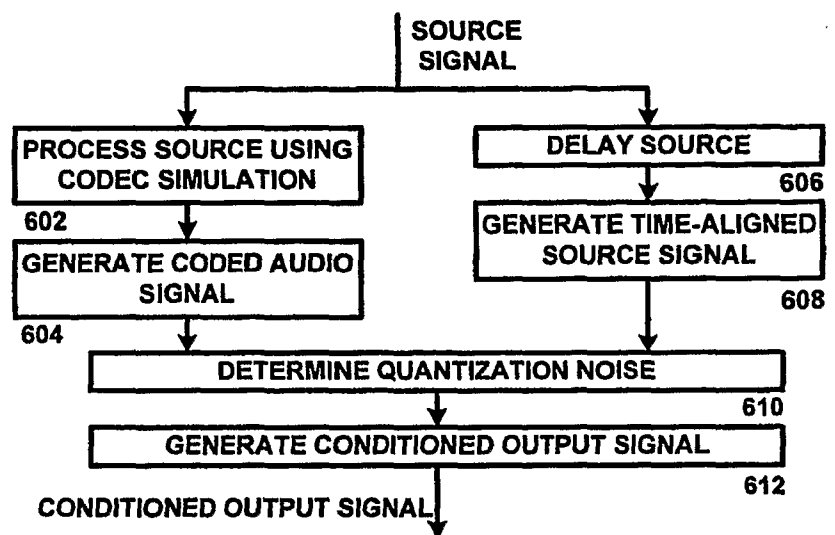 SOURCE
SIGNAL
PROCESS SOURCE USING
CODEC SIMULATION
602
GENERATE CODED AUDIO
SIGNAL
604
DELAY SOURCE
606
GENERATE TIME-ALIGNED
SOURCE SIGNAL
608
DETERMINE QUANTIZATION NOISE
610
GENERATE CONDITIONED OUTPUT SIGNAL
612
CONDITIONED OUTPUT SIGNAL